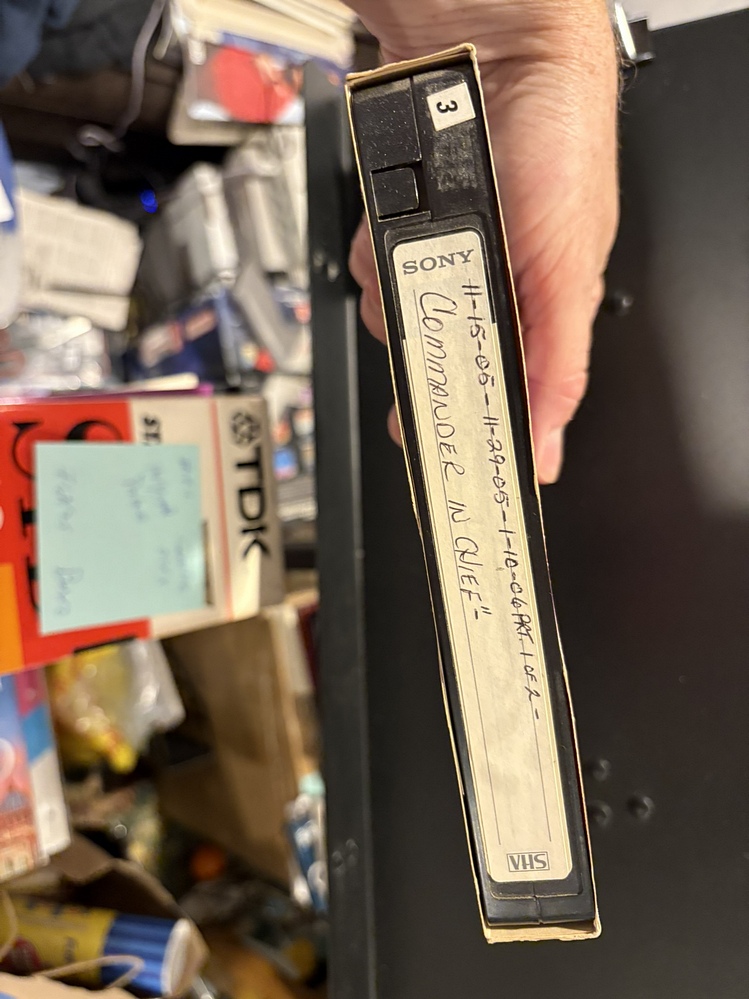 3
SONY
11-15-05-11-29-05-1-10-06 PRT. 1 OF 2-
COMMANDER IN CHIEF"-
VHS
TDK